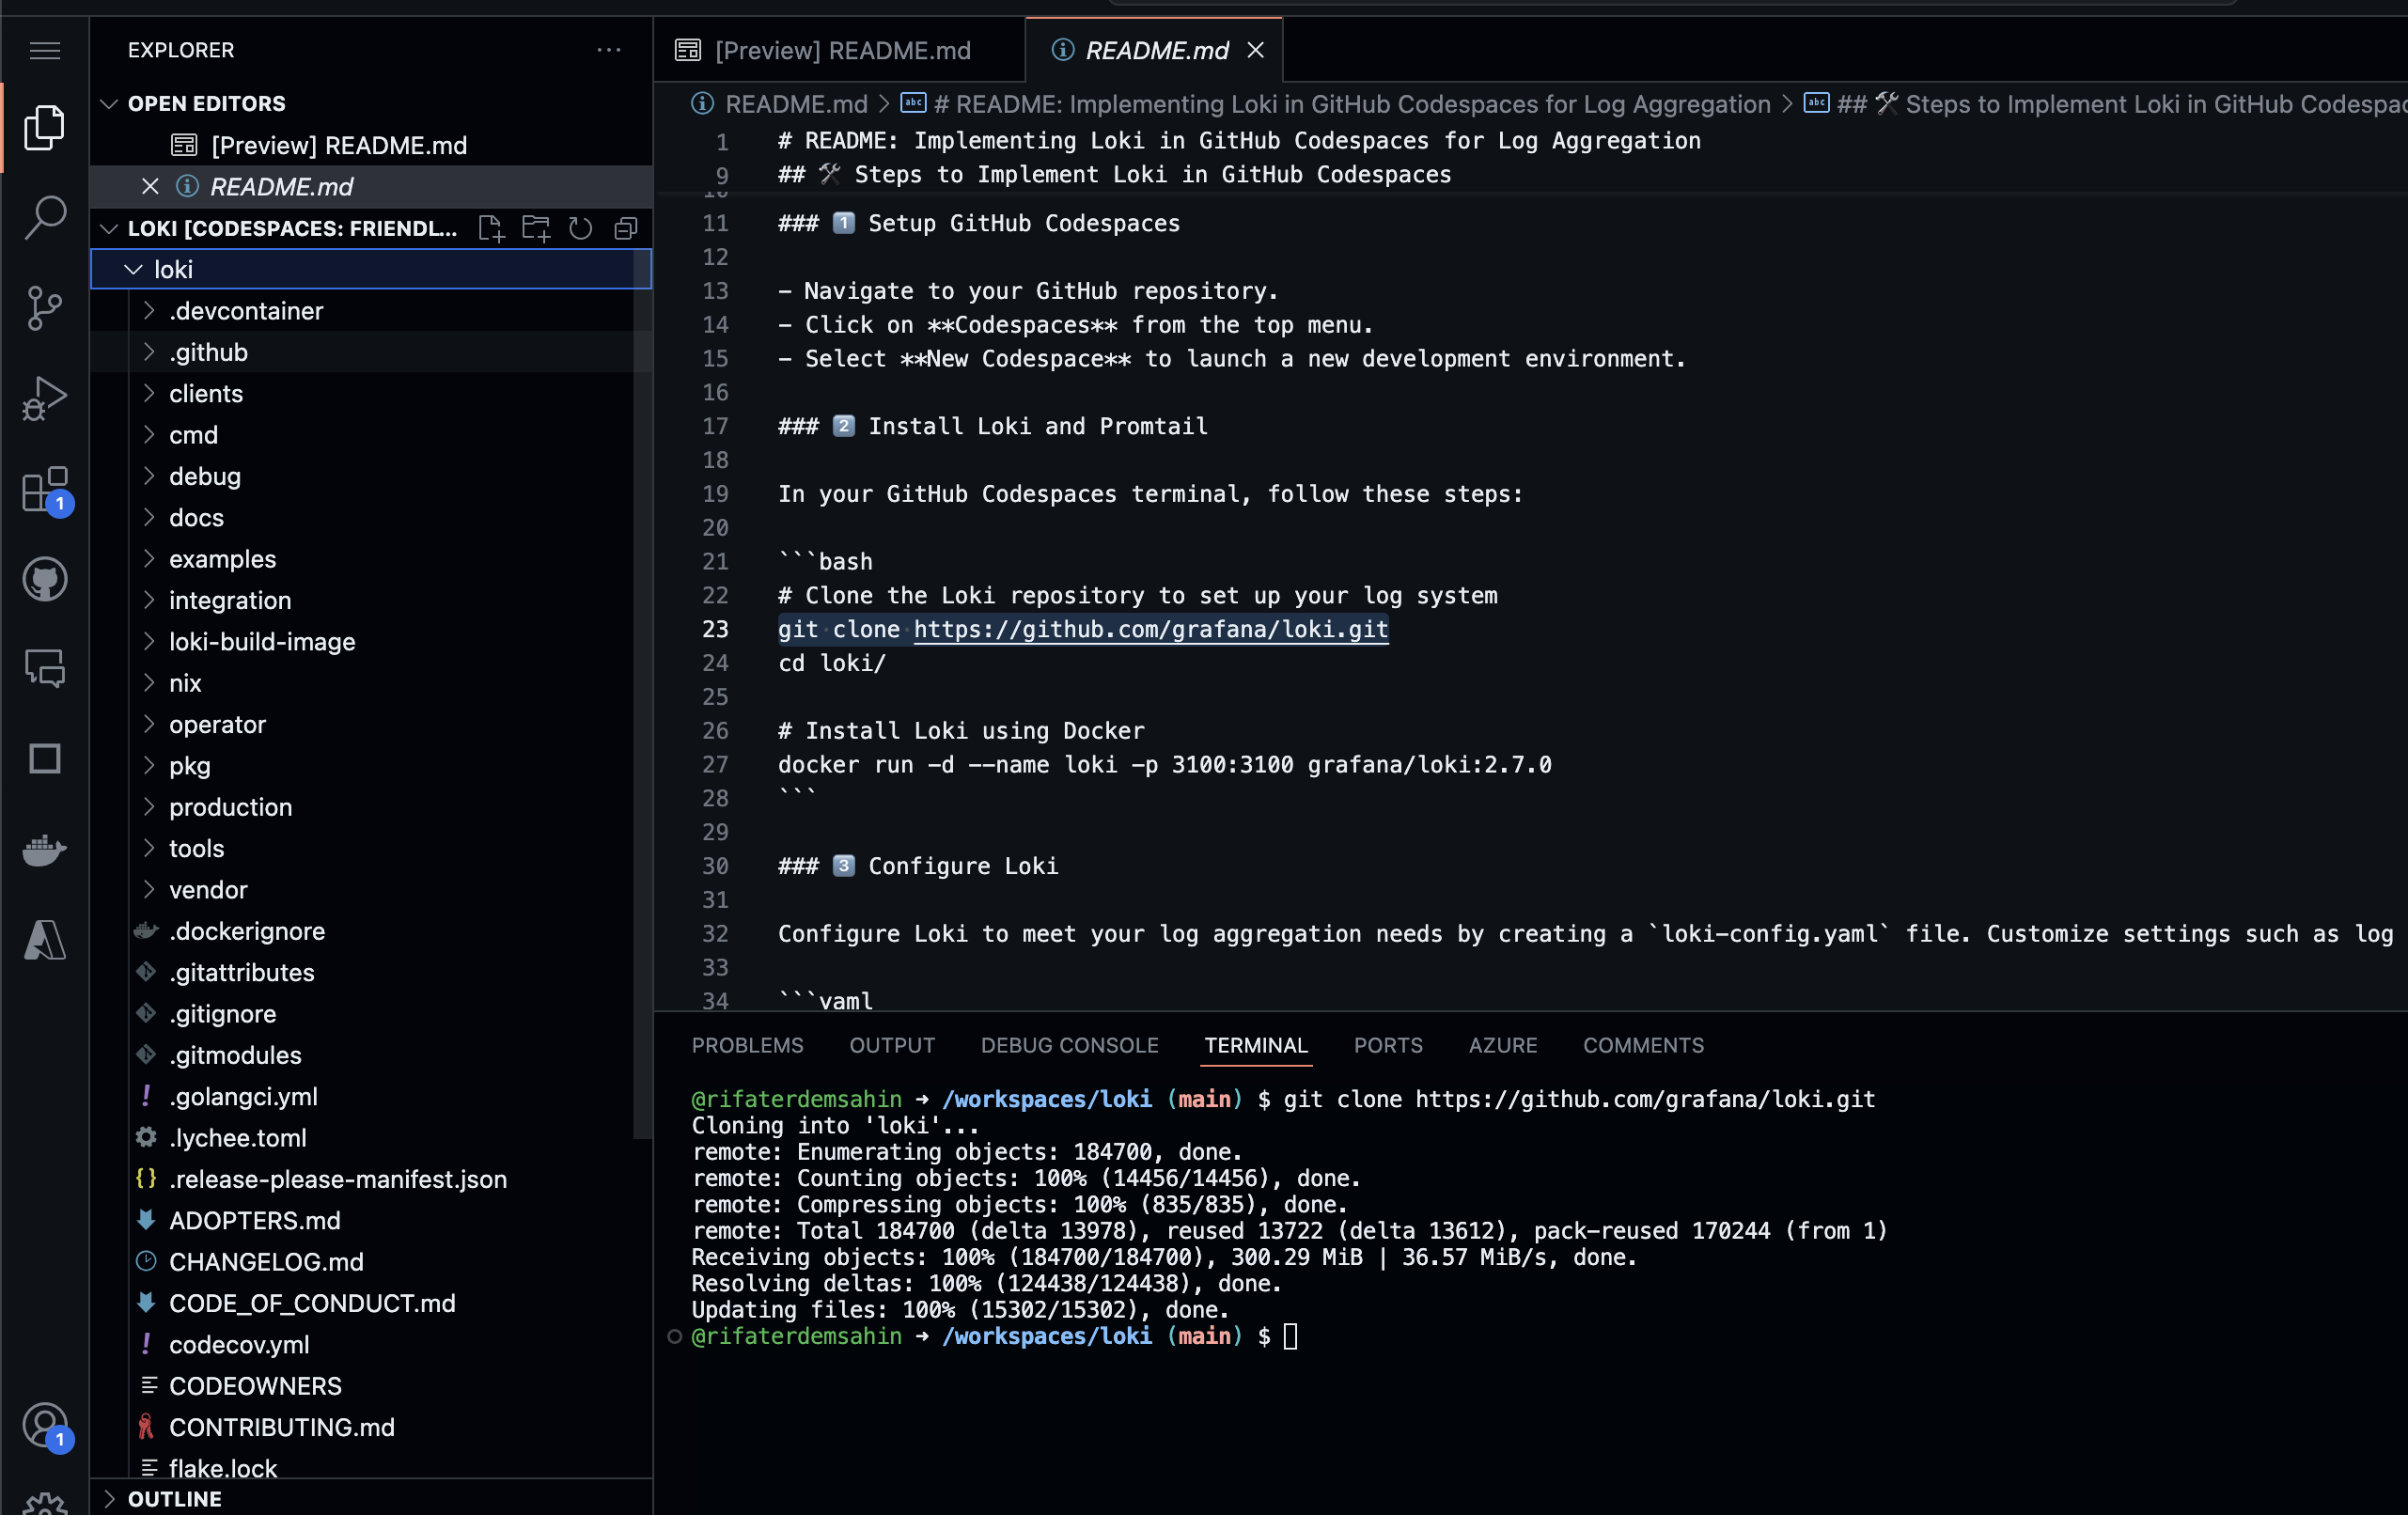 EXPLORER
OPEN EDITORS
[Preview] README.md
README.md
LOKI [CODESPACES: FRIENDL...
loki
.devcontainer
.github
clients
cmd
debug
docs
examples
integration
loki-build-image
nix
operator
pkg
production
tools
vendor
.dockerignore
.gitattributes
.gitignore
.gitmodules
.golangci.yml
.lychee.toml
.release-please-manifest.json
ADOPTERS.md
CHANGELOG.md
CODE_OF_CONDUCT.md
codecov.yml
CODEOWNERS
CONTRIBUTING.md
flake.lock
OUTLINE
1
1
[Preview] README.md
README.md
README.md > # README: Implementing Loki in GitHub Codespaces for Log Aggregation > ## 🛠 Steps to Implement Loki in GitHub Codespac
1 # README: Implementing Loki in GitHub Codespaces for Log Aggregation
9 ## 🛠 Steps to Implement Loki in GitHub Codespaces
10
11 ### 1️⃣ Setup GitHub Codespaces
12
13 - Navigate to your GitHub repository.
14 - Click on **Codespaces** from the top menu.
15 - Select **New Codespace** to launch a new development environment.
16
17 ### 2️⃣ Install Loki and Promtail
18
19 In your GitHub Codespaces terminal, follow these steps:
20
21 ```bash
22 # Clone the Loki repository to set up your log system
23 git clone https://github.com/grafana/loki.git
24 cd loki/
25
26 # Install Loki using Docker
27 docker run -d --name loki -p 3100:3100 grafana/loki:2.7.0
28 ```
29
30 ### 3️⃣ Configure Loki
31
32 Configure Loki to meet your log aggregation needs by creating a `loki-config.yaml` file. Customize settings such as log
33
34 ```yaml
PROBLEMS OUTPUT DEBUG CONSOLE TERMINAL PORTS AZURE COMMENTS
@rifaterdemsahin → /workspaces/loki (main) $ git clone https://github.com/grafana/loki.git
Cloning into 'loki'...
remote: Enumerating objects: 184700, done.
remote: Counting objects: 100% (14456/14456), done.
remote: Compressing objects: 100% (835/835), done.
remote: Total 184700 (delta 13978), reused 13722 (delta 13612), pack-reused 170244 (from 1)
Receiving objects: 100% (184700/184700), 300.29 MiB | 36.57 MiB/s, done.
Resolving deltas: 100% (124438/124438), done.
Updating files: 100% (15302/15302), done.
@rifaterdemsahin → /workspaces/loki (main) $